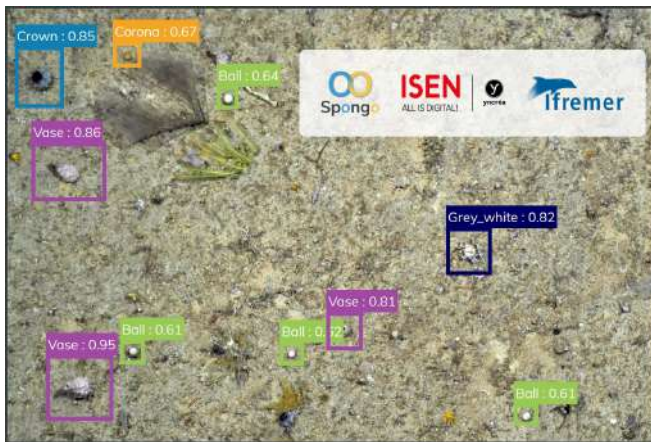 Crown : 0.85
Corona : 0.67
Ball : 0.64
Spongo
ISEN
ALL IS DIGITAL!
y
ynoréa
Ifremer
Vase : 0.86
Grey_white : 0.82
Vase : 0.81
Ball : 0.61
Vase : 0.95
Ball : 0.61